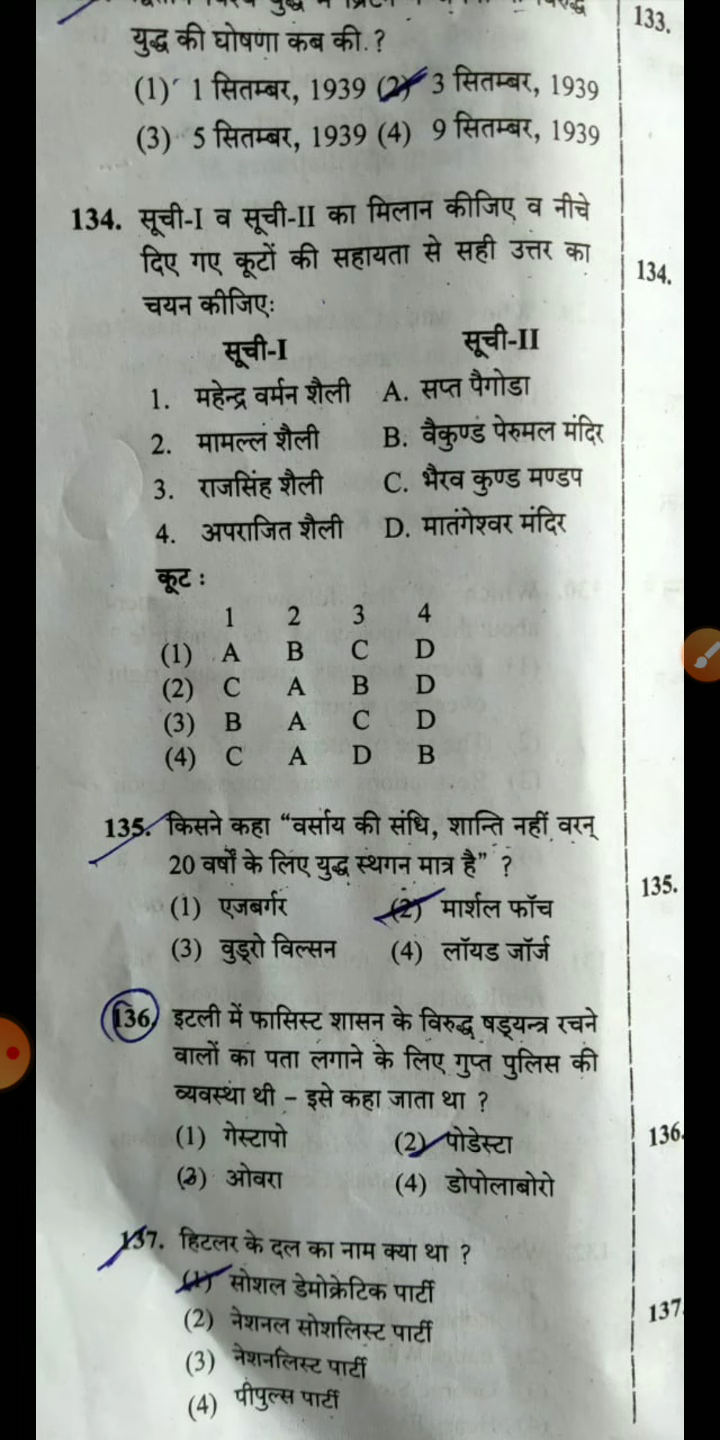 युद्ध की घोषणा कब की. ?
(1) 1 सितम्बर, 1939 (2) 3 सितम्बर, 1939
(3) 5 सितम्बर, 1939 (4) 9 सितम्बर, 1939
134. सूची-I व सूची-II का मिलान कीजिए व नीचे
दिए गए कूटों की सहायता से सही उत्तर का
चयन कीजिए:
सूची-I सूची-II
1. महेन्द्र वर्मन शैली A. सप्त पैगोडा
2. मामल्ल शैली B. वैकुण्ड पेरुमल मंदिर
3. राजसिंह शैली C. भैरव कुण्ड मण्डप
4. अपराजित शैली D. मातंगेश्वर मंदिर
कूट :
1 2 3 4
(1) A B C D
(2) C A B D
(3) B A C D
(4) C A D B
135. किसने कहा “वर्साय की संधि, शान्ति नहीं वरन्
20 वर्षों के लिए युद्ध स्थगन मात्र है” ?
(1) एजबर्गर (2) मार्शल फॉच
(3) वुड्रो विल्सन (4) लॉयड जॉर्ज
136. इटली में फासिस्ट शासन के विरुद्ध षड्यन्त्र रचने
वालों का पता लगाने के लिए गुप्त पुलिस की
व्यवस्था थी – इसे कहा जाता था ?
(1) गेस्टापो (2) पोडेस्टा
(3) ओवरा (4) डोपोलाबोरो
137. हिटलर के दल का नाम क्या था ?
(1) सोशल डेमोक्रेटिक पार्टी
(2) नेशनल सोशलिस्ट पार्टी
(3) नेशनलिस्ट पार्टी
(4) पीपुल्स पार्टी
133.
134.
135.
136.
137